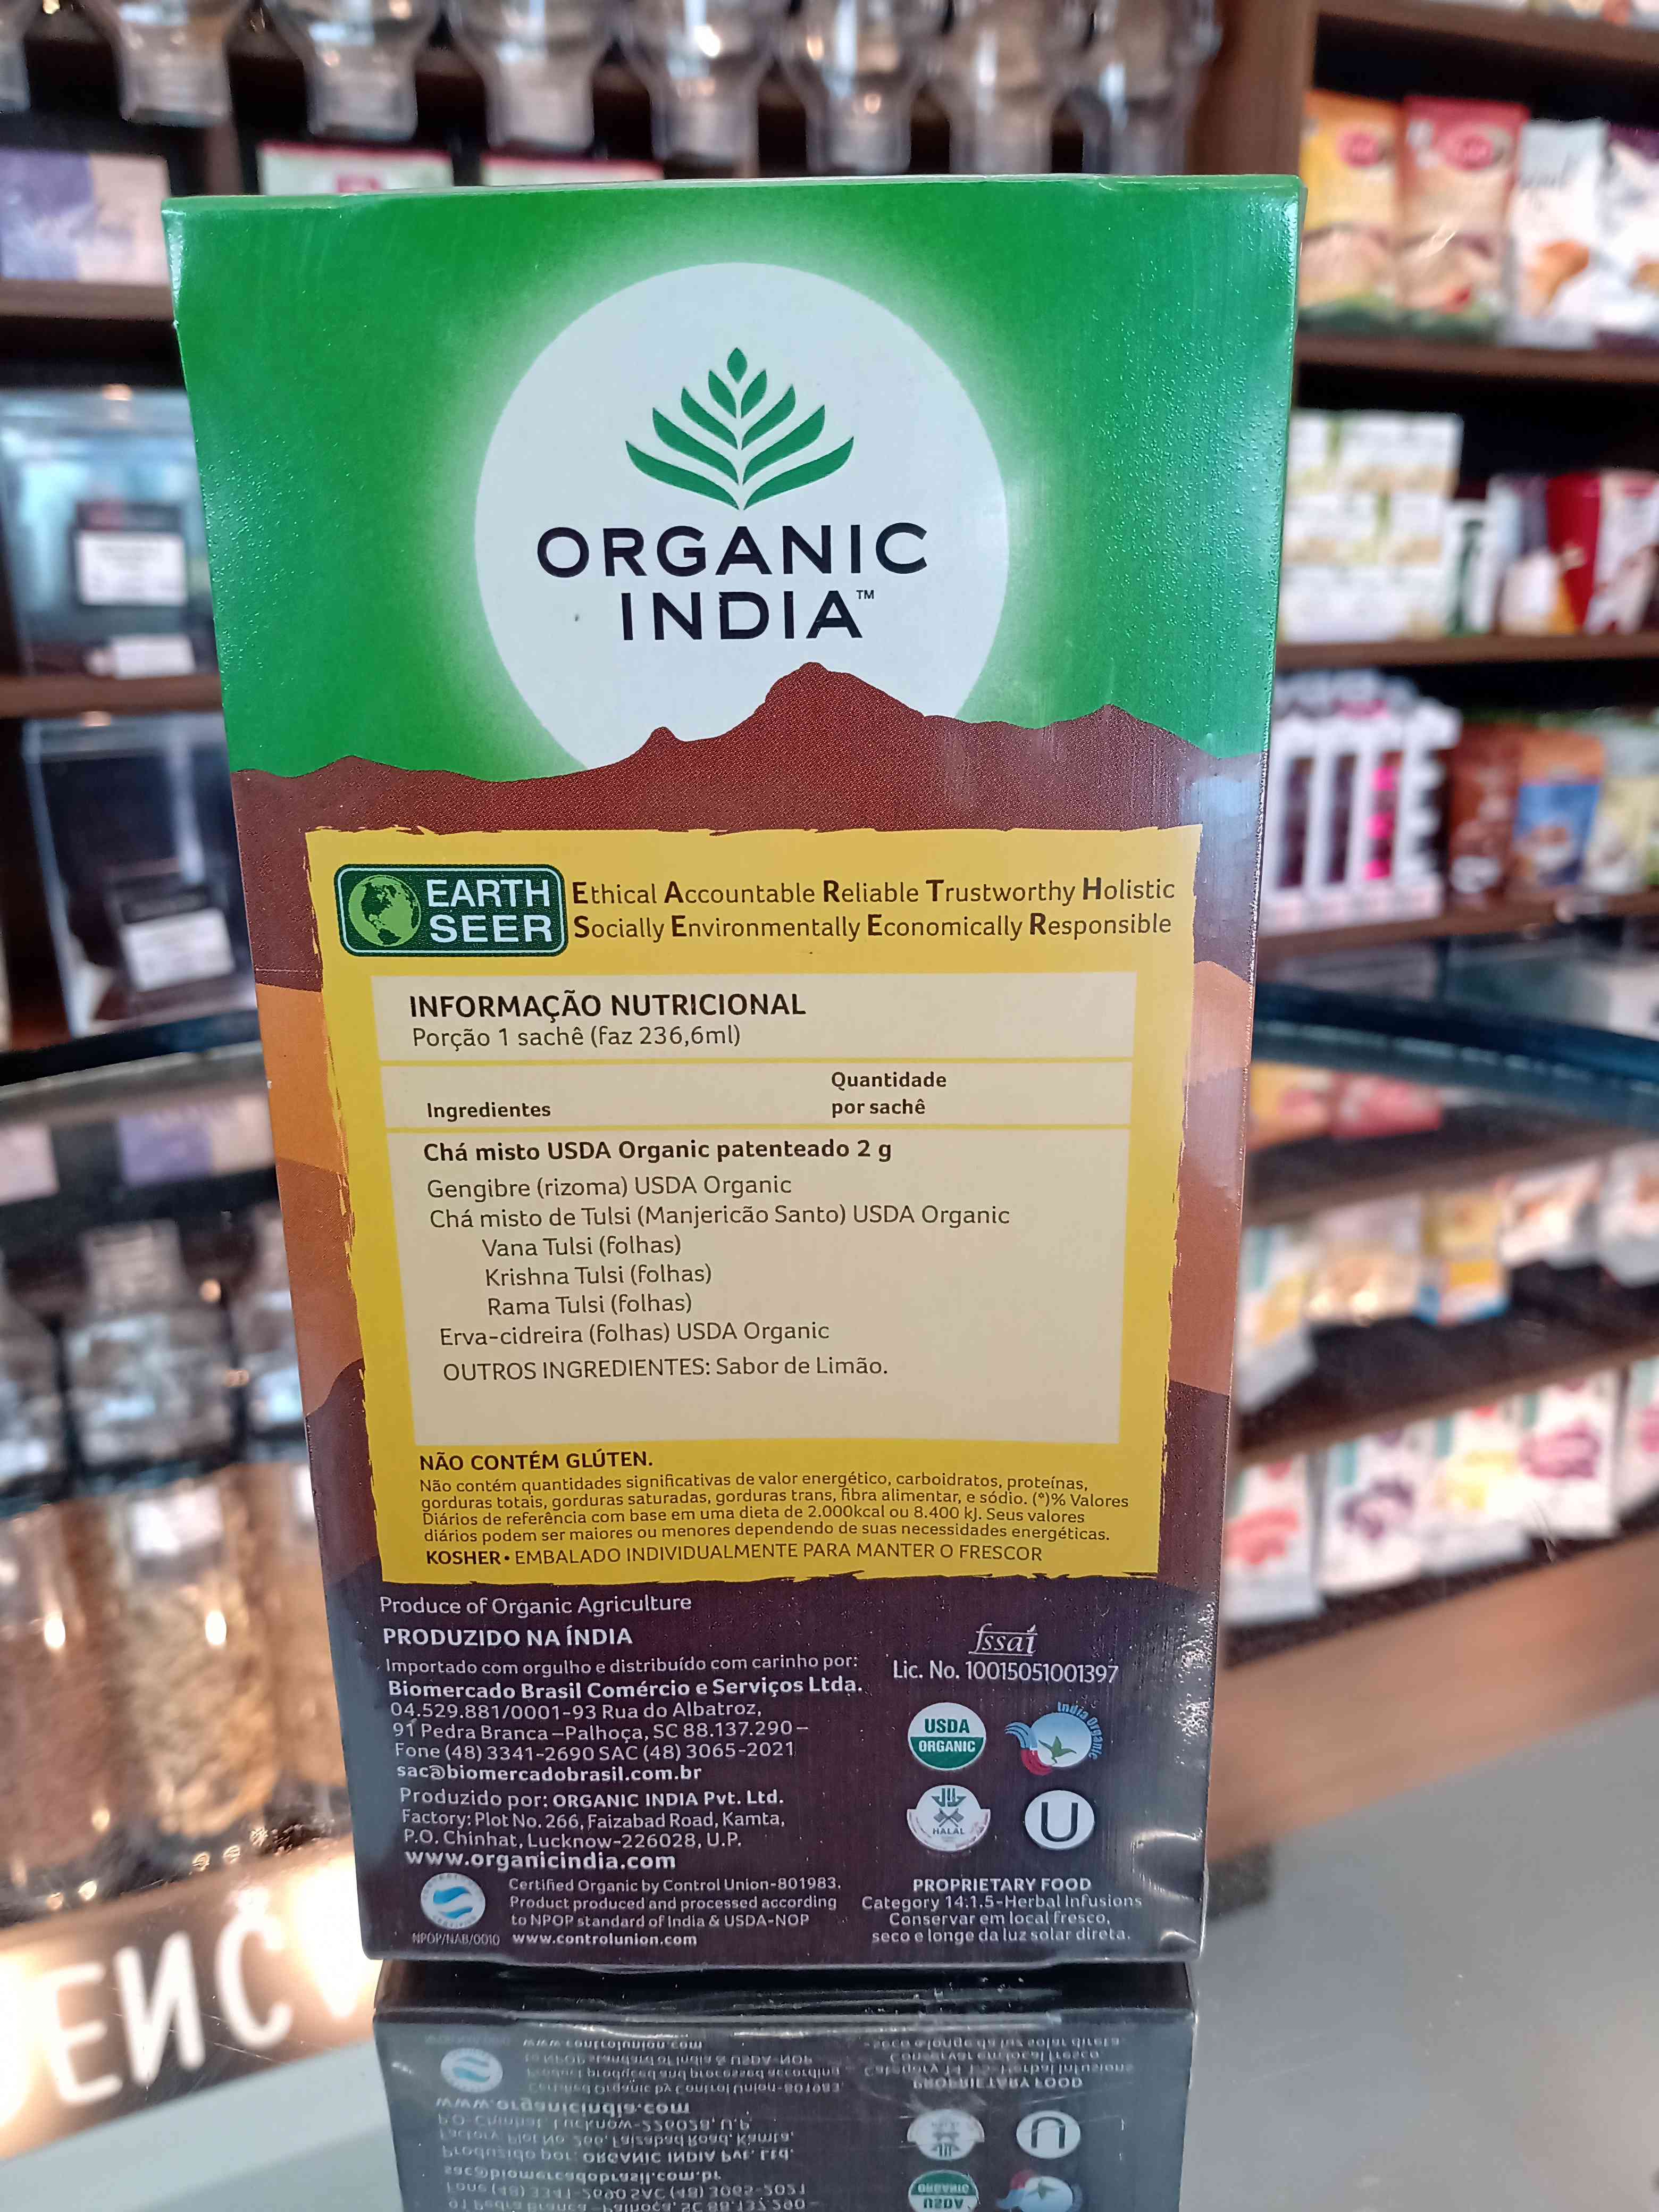 ORGANIC
INDIA™
EARTH
SEER
Ethical Accountable Reliable Trustworthy Holistic
Socially Environmentally Economically Responsible
INFORMAÇÃO NUTRICIONAL
Porção 1 sachê (faz 236,6ml)
Quantidade
Ingredientes por sachê
Chá misto USDA Organic patenteado 2 g
Gengibre (rizoma) USDA Organic
Chá misto de Tulsi (Manjericão Santo) USDA Organic
Vana Tulsi (folhas)
Krishna Tulsi (folhas)
Rama Tulsi (folhas)
Erva-cidreira (folhas) USDA Organic
OUTROS INGREDIENTES: Sabor de Limão.
NÃO CONTÉM GLÚTEN.
Não contém quantidades significativas de valor energético, carboidratos, proteínas,
gorduras totais, gorduras saturadas, gorduras trans, fibra alimentar, e sódio. (*)% Valores
Diários de referência com base em uma dieta de 2.000kcal ou 8.400 kJ. Seus valores
diários podem ser maiores ou menores dependendo de suas necessidades energéticas.
KOSHER • EMBALADO INDIVIDUALMENTE PARA MANTER O FRESCOR
Produce of Organic Agriculture
PRODUZIDO NA ÍNDIA
Importado com orgulho e distribuído com carinho por:
Biomercado Brasil Comércio e Serviços Ltda.
04.529.881/0001-93 Rua do Albatroz,
91 Pedra Branca – Palhoça, SC 88.137.290 –
Fone (48) 3341-2690 SAC (48) 3065-2021
sac@biomercadobrasil.com.br
Produzido por: ORGANIC INDIA Pvt. Ltd.
Factory: Plot No. 266, Faizabad Road, Kamta,
P.O. Chinhat, Lucknow-226028, U.P.
www.organicindia.com
Certified Organic by Control Union-801983.
Product produced and processed according
to NPOP standard of India & USDA-NOP
NPOP/NAB/0010 www.controlunion.com
fssai
Lic. No. 10015051001397
USDA
ORGANIC
India Organic
HALAL
U
PROPRIETARY FOOD
Category 14:1.5-Herbal Infusions
Conservar em local fresco,
seco e longe da luz solar direta.